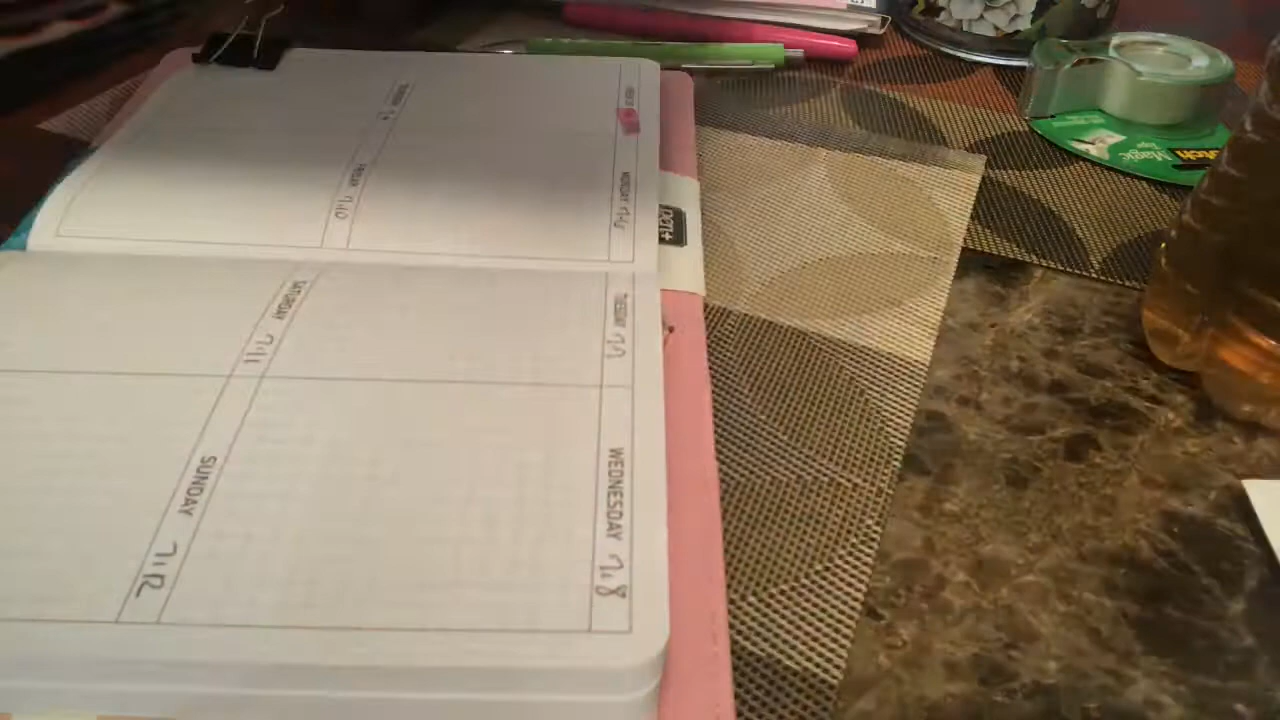 MONDAY 7.6
TUESDAY 7.7
WEDNESDAY 7.8
FRIDAY 7.10
SATURDAY 7.11
SUNDAY 7.12
Magic
Tape